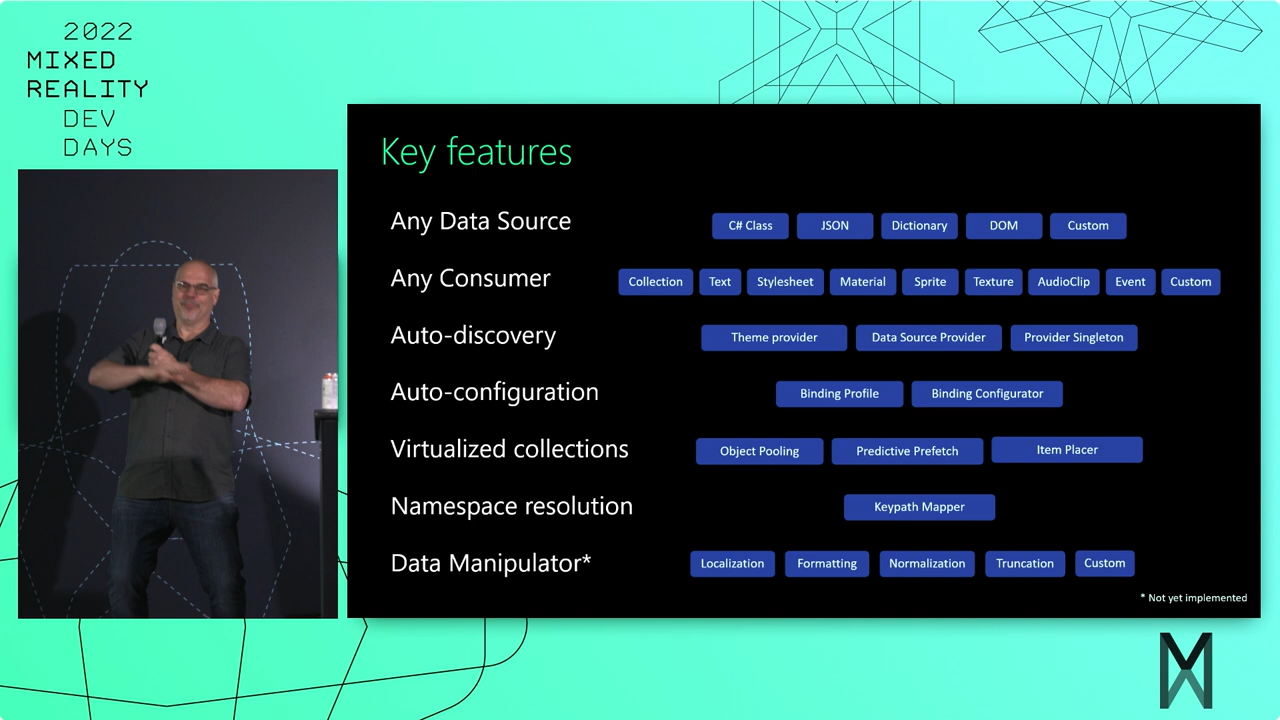 2022
MIXED
REALITY
DEV
DAYS
Key features
Any Data Source
C# Class JSON Dictionary DOM Custom
Any Consumer
Collection Text Stylesheet Material Sprite Texture AudioClip Event Custom
Auto-discovery
Theme provider Data Source Provider Provider Singleton
Auto-configuration
Binding Profile Binding Configurator
Virtualized collections
Object Pooling Predictive Prefetch Item Placer
Namespace resolution
Keypath Mapper
Data Manipulator*
Localization Formatting Normalization Truncation Custom
* Not yet implemented